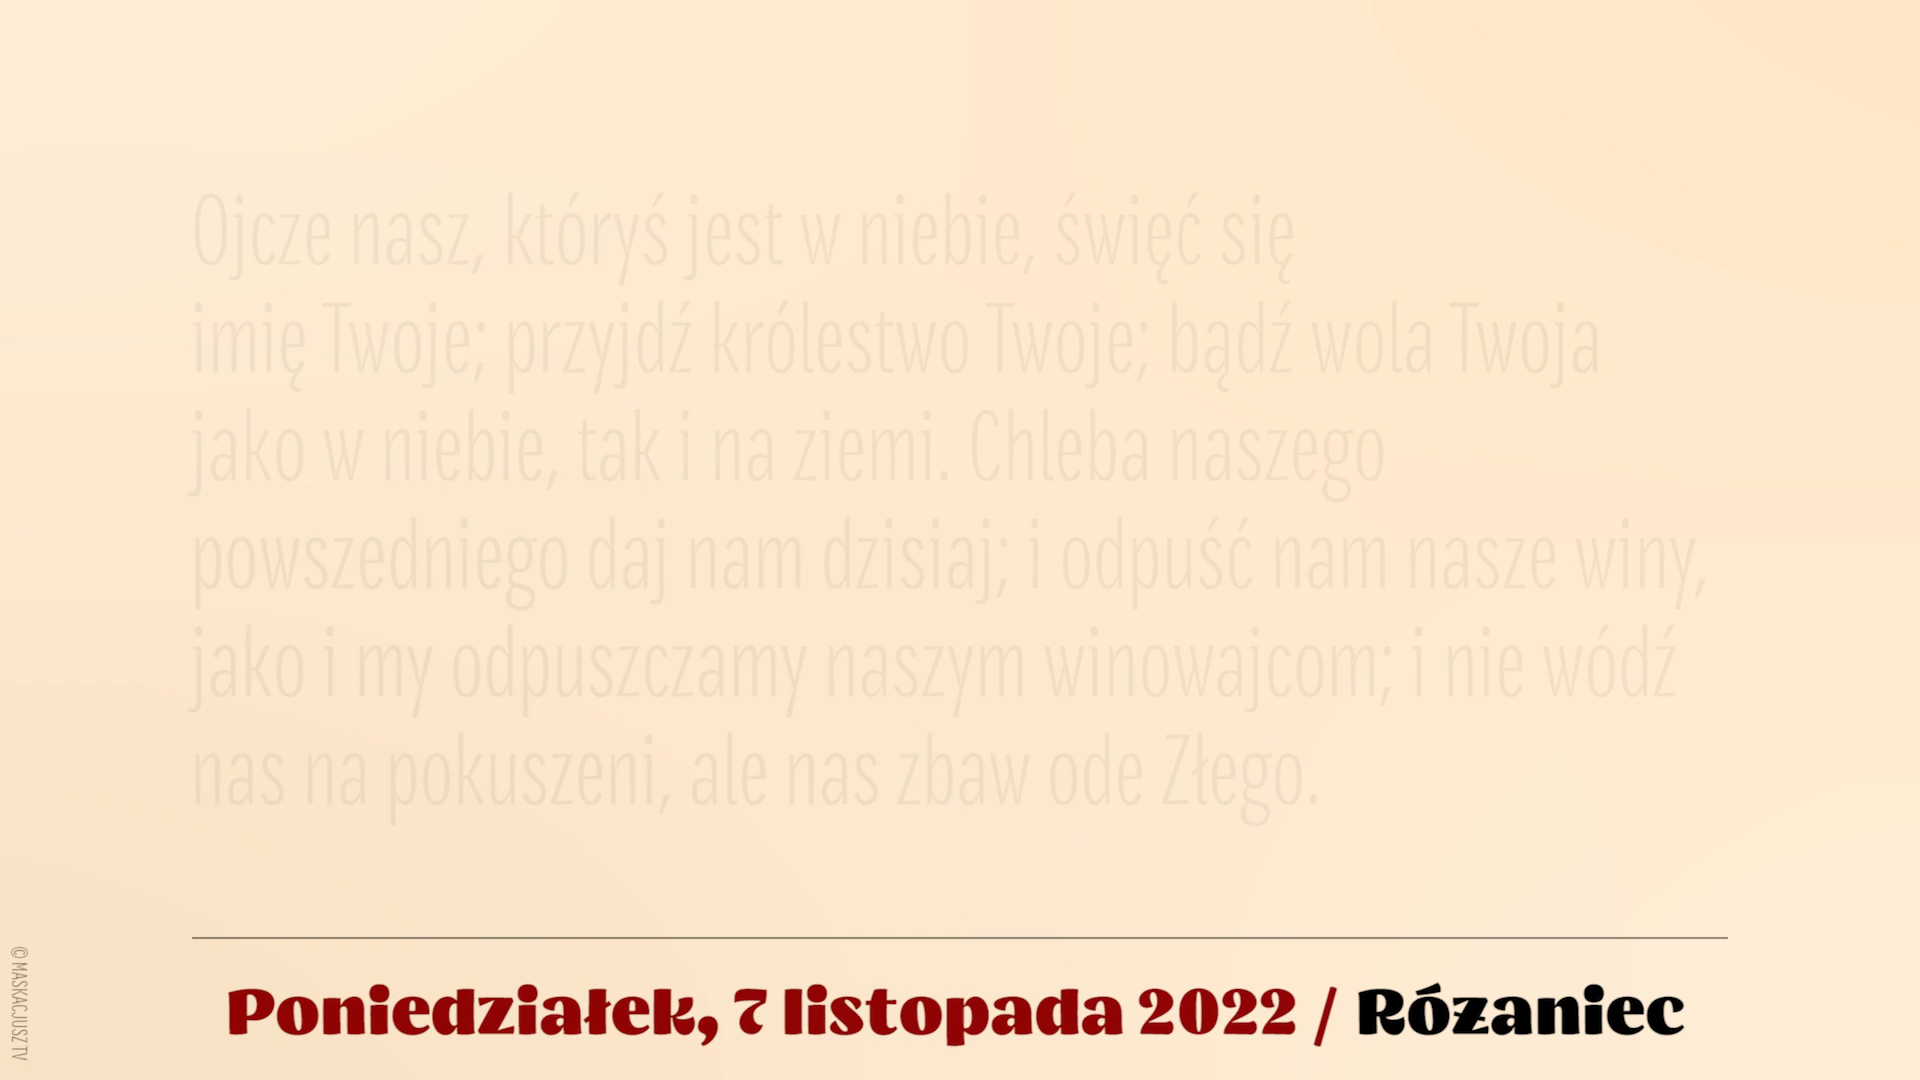 Ojcze nasz, któryś jest w niebie, święć się
imię Twoje; przyjdź królestwo Twoje; bądź wola Twoja
jako w niebie, tak i na ziemi. Chleba naszego
powszedniego daj nam dzisiaj; i odpuść nam nasze winy,
jako i my odpuszczamy naszym winowajcom; i nie wódź
nas na pokuszeni, ale nas zbaw ode Złego.
Poniedziałek, 7 listopada 2022 / Różaniec
© MASKACJUSZ TV